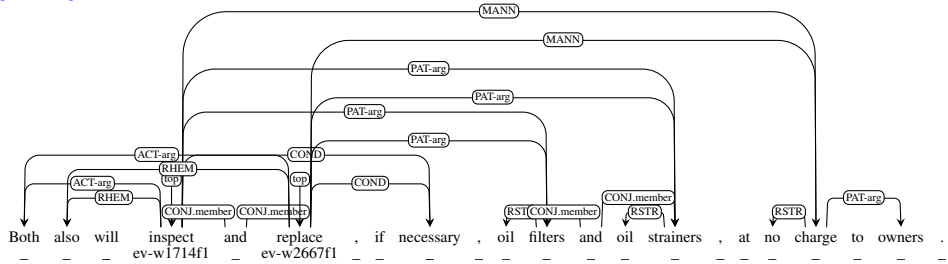 MANN
MANN
PAT-arg
PAT-arg
PAT-arg
PAT-arg
ACT-arg COND
RHEM
top top
ACT-arg COND
RHEM CONJ.member
CONJ.member CONJ.member RST CONJ.member RSTR RSTR PAT-arg
Both also will inspect and replace , if necessary , oil filters and oil strainers , at no charge to owners .
_ _ _ ev-w1714f1 _ ev-w2667f1 _ _ _ _ _ _ _ _ _ _ _ _ _ _ _ _